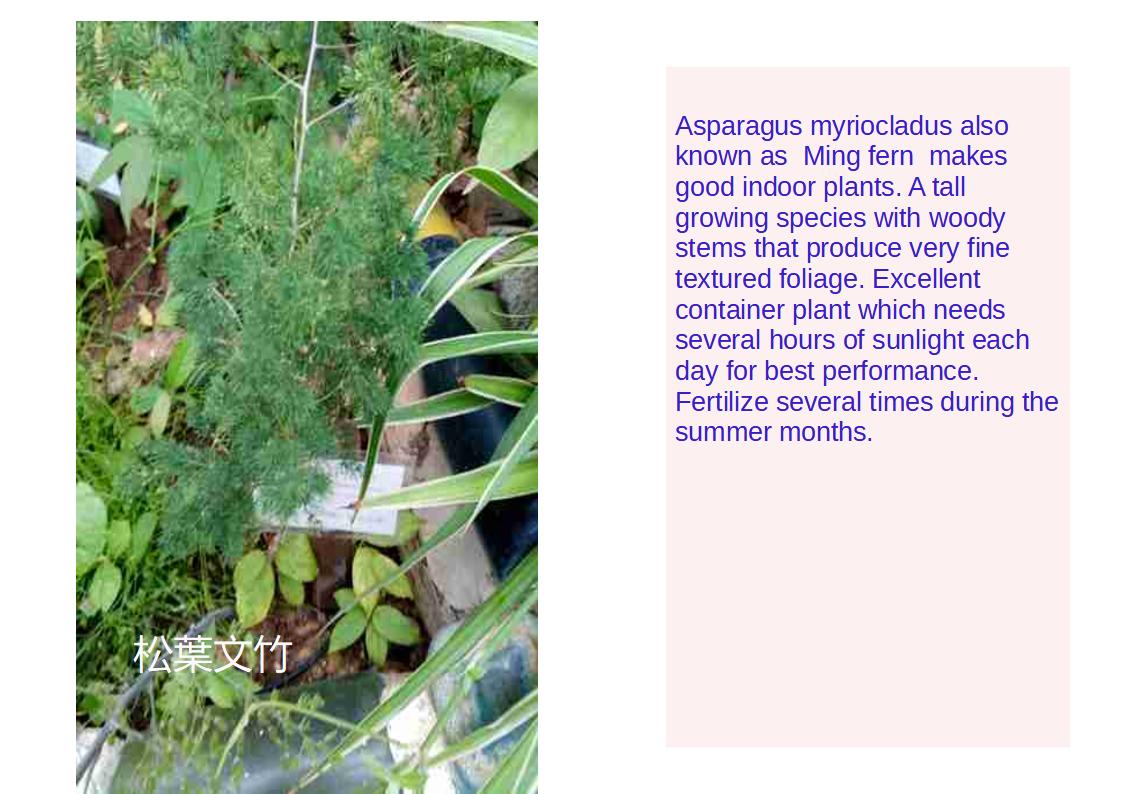 松葉文竹
Asparagus myriocladus also
known as  Ming fern  makes
good indoor plants. A tall
growing species with woody
stems that produce very fine
textured foliage. Excellent
container plant which needs
several hours of sunlight each
day for best performance.
Fertilize several times during the
summer months.